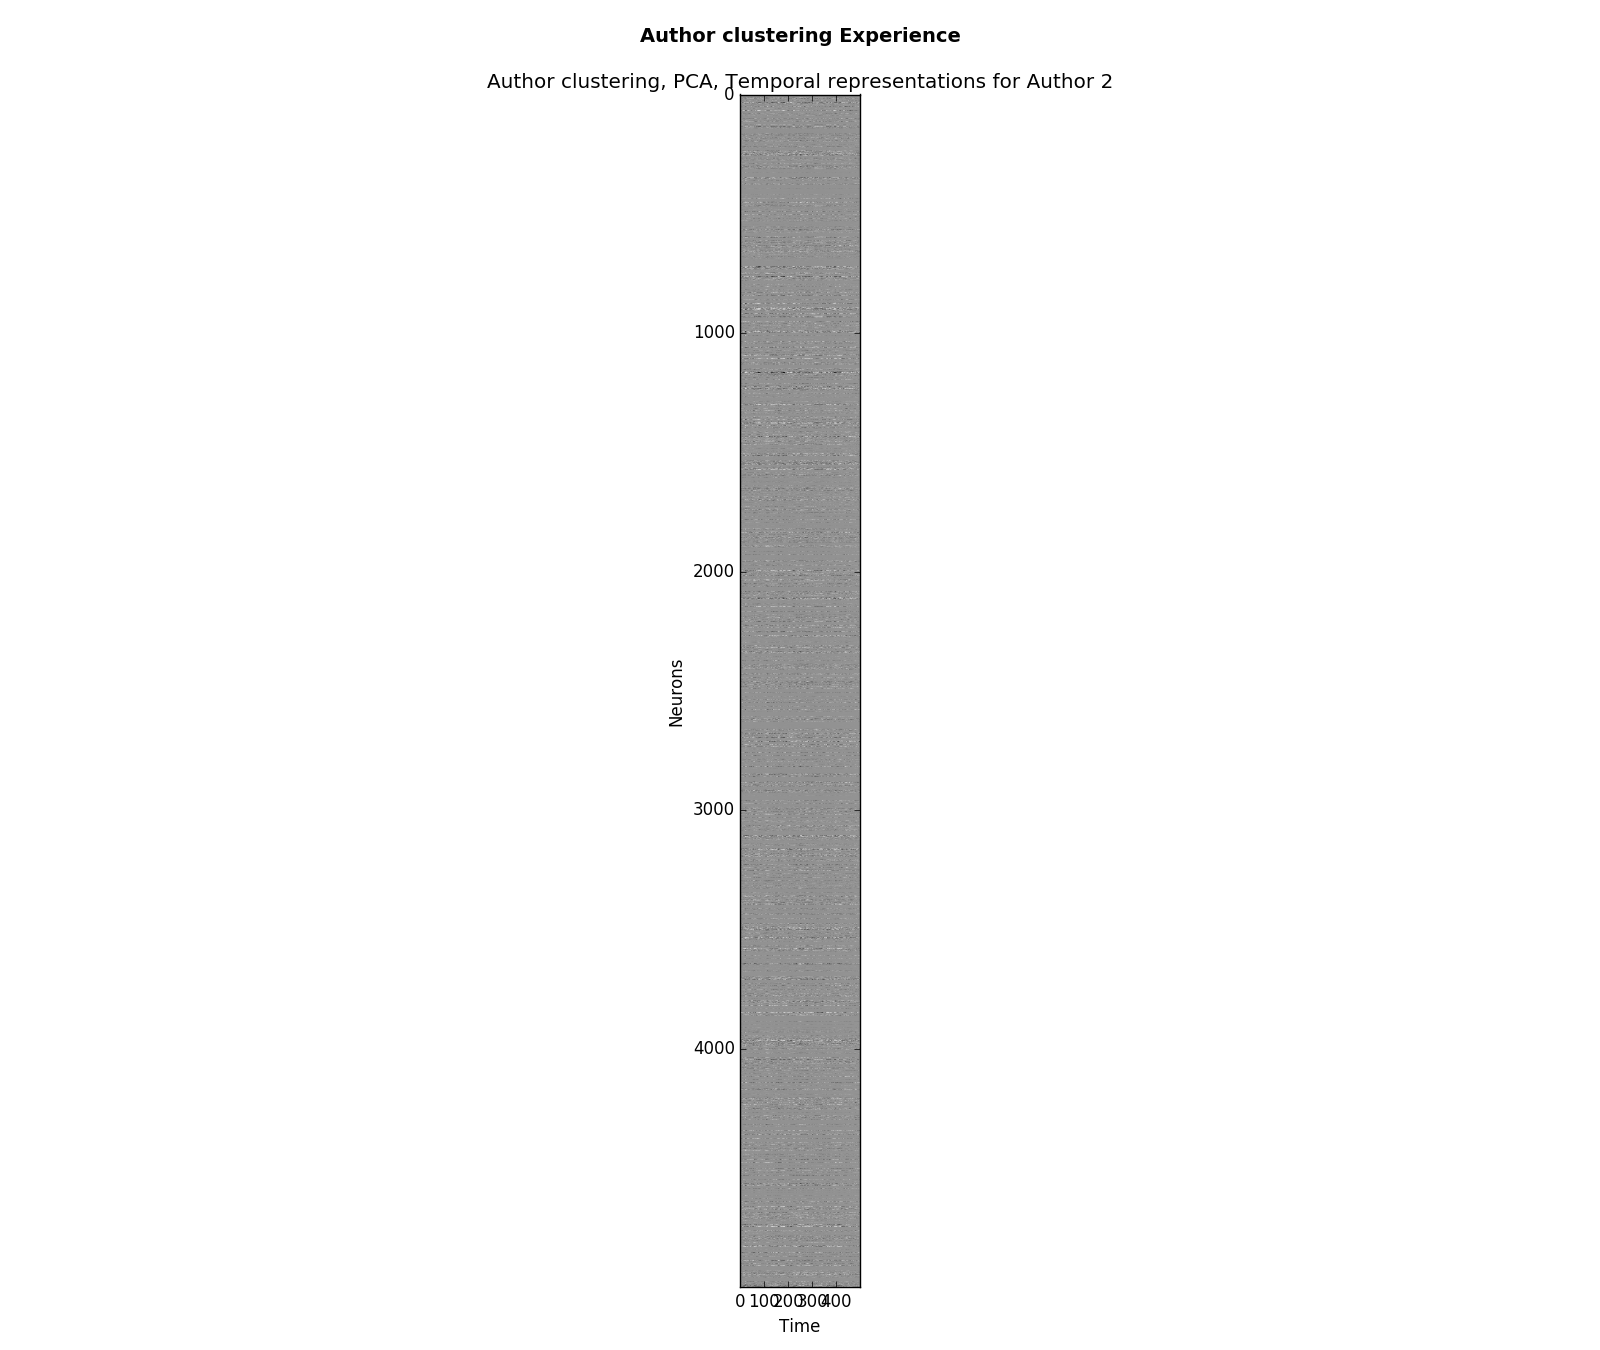 Author clustering Experience
Author clustering, PCA, Temporal representations for Author 2
0
1000
2000
Neurons
3000
4000
0 100 200 300 400
Time